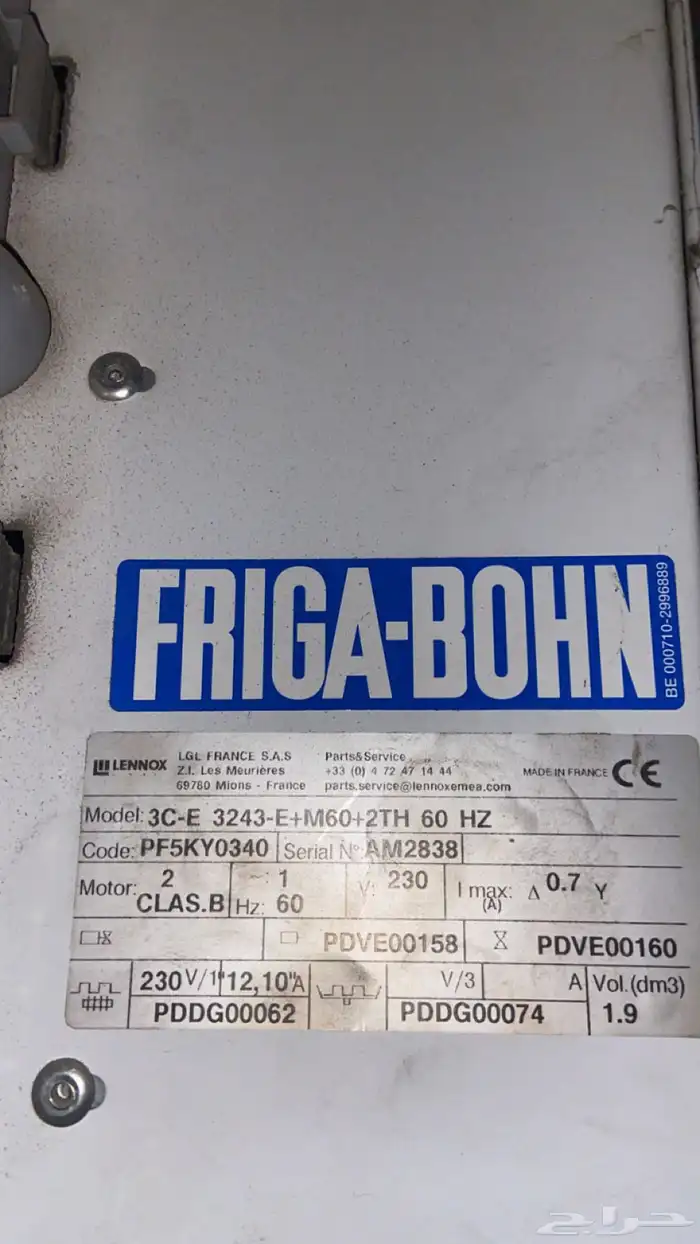 FRIGA-BOHN
BE 000710-2996889
LENNOX LGL FRANCE S.A.S Parts&Service
Z.I. Les Meurières +33 (0) 4 72 47 14 44 MADE IN FRANCE CE
69780 Mions - France parts.service@lennoxemea.com
Model: 3C-E 3243-E+M60+2TH 60 HZ
Code: PF5KY0340 Serial N° AM2838
Motor: 2 ~: 1 V: 230 I max: Δ 0.7 Y
CLAS.B Hz: 60 (A)
PDVE00158 PDVE00160
230V/1 12,10"A V/3 A Vol.(dm3)
PDDG00062 PDDG00074 1.9
حراج